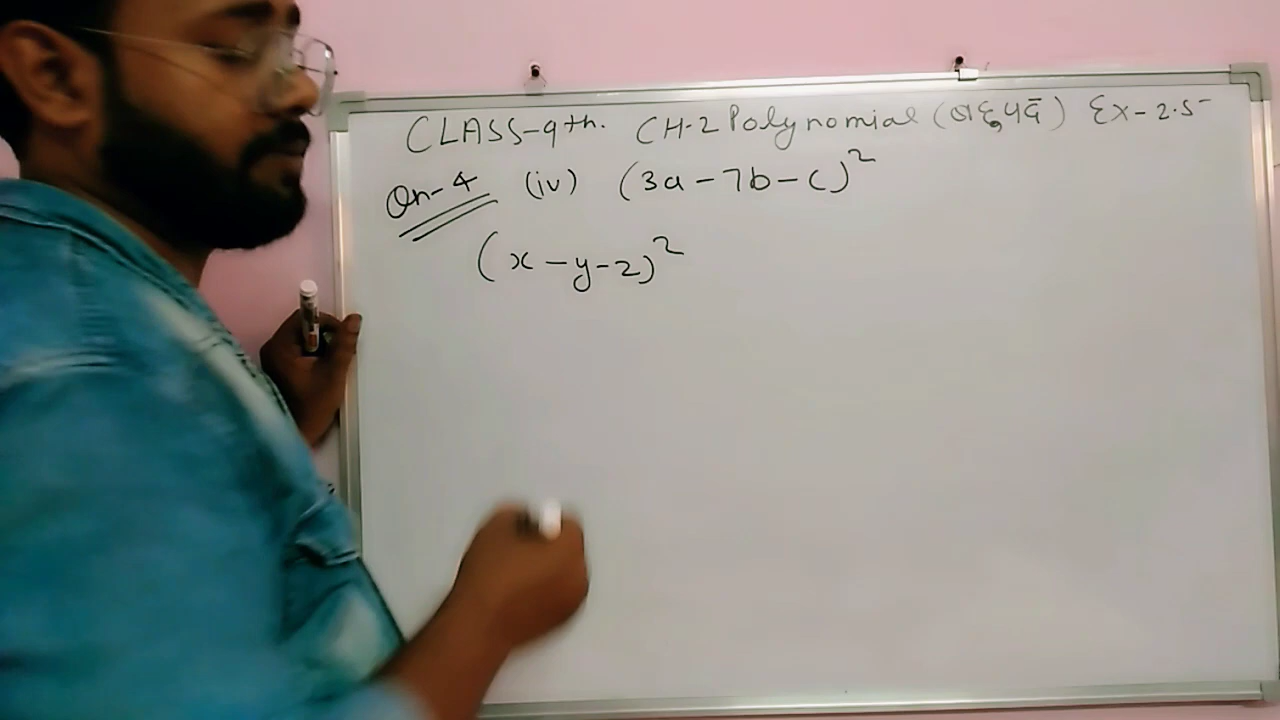 CLASS-9th. CH-2 Polynomial (बहुपद) Ex-2.5
Qn-4 (iv) (3a-7b-c)²
(x-y-z)²